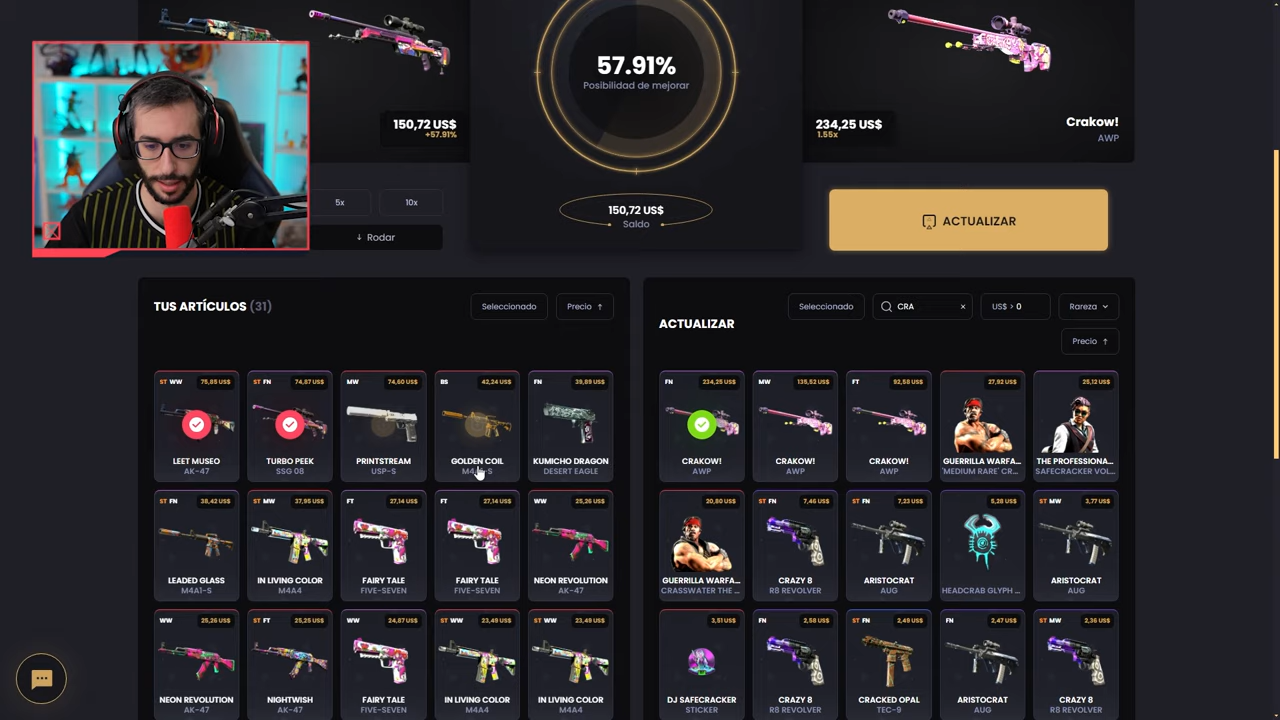 57.91%
Posibilidad de mejorar
150,72 US$
+57.91%
234,25 US$
1.55x
Crakow!
AWP
5x
10x
↓ Rodar
150,72 US$
Saldo
ACTUALIZAR
TUS ARTÍCULOS (31)
Seleccionado
Precio ↑
ACTUALIZAR
Seleccionado
CRA
×
US$ > 0
Rareza
Precio ↑
ST WW 75,85 US$
ST FN 74,87 US$
MW 74,60 US$
BS 42,24 US$
FN 39,89 US$
LEET MUSEO
AK-47
TURBO PEEK
SSG 08
PRINTSTREAM
USP-S
GOLDEN COIL
KUMICHO DRAGON
DESERT EAGLE
FN 234,25 US$
MW 135,52 US$
FT 92,58 US$
27,92 US$
25,12 US$
CRAKOW!
AWP
CRAKOW!
AWP
CRAKOW!
AWP
GUERRILLA WARFA...
'MEDIUM RARE' CR...
THE PROFESSIONA...
SAFECRACKER VOL...
ST FN 38,42 US$
ST MW 37,95 US$
FT 27,14 US$
FT 27,14 US$
WW 25,26 US$
LEADED GLASS
M4A1-S
IN LIVING COLOR
M4A4
FAIRY TALE
FIVE-SEVEN
FAIRY TALE
FIVE-SEVEN
NEON REVOLUTION
AK-47
20,80 US$
ST FN 7,46 US$
ST FN 7,23 US$
5,28 US$
ST MW 3,77 US$
GUERRILLA WARFA...
CRASSWATER THE ...
CRAZY 8
R8 REVOLVER
ARISTOCRAT
AUG
HEADCRAB GLYPH ...
ARISTOCRAT
AUG
WW 25,26 US$
ST FT 25,25 US$
WW 24,87 US$
ST WW 23,49 US$
ST WW 23,49 US$
NEON REVOLUTION
AK-47
NIGHTWISH
AK-47
FAIRY TALE
FIVE-SEVEN
IN LIVING COLOR
M4A4
IN LIVING COLOR
M4A4
3,51 US$
FN 2,58 US$
ST FN 2,49 US$
FN 2,47 US$
ST MW 2,36 US$
DJ SAFECRACKER
STICKER
CRAZY 8
R8 REVOLVER
CRACKED OPAL
TEC-9
ARISTOCRAT
AUG
CRAZY 8
R8 REVOLVER